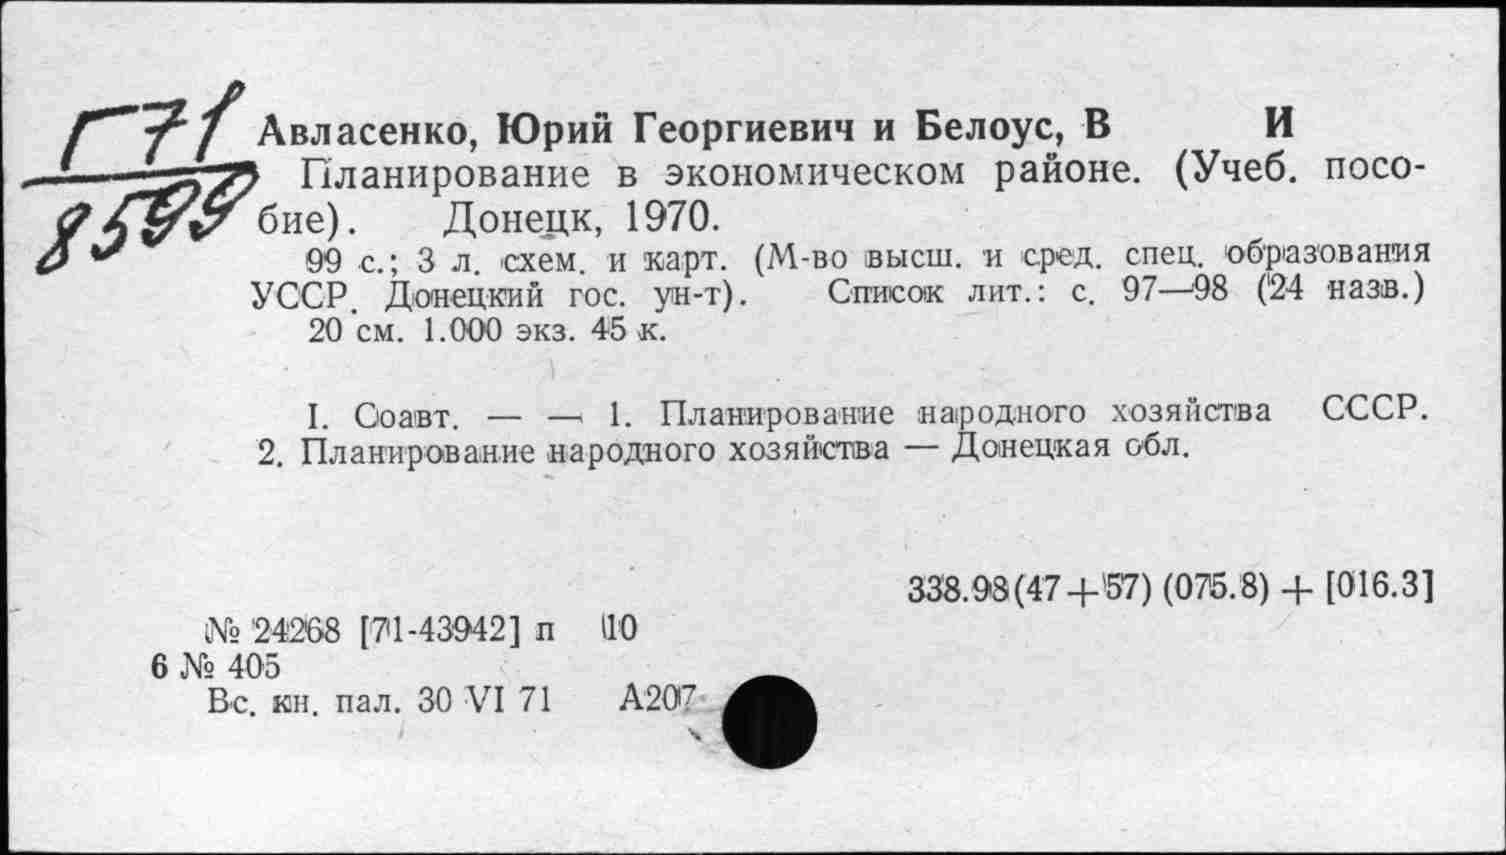 Г71
8599
Авласенко, Юрий Георгиевич и Белоус, В И
Планирование в экономическом районе. (Учеб. посо-
бие). Донецк, 1970.
99 с.; 3 л. схем. и карт. (М-во высш. и сред. спец. образования
УССР. Донецкий гос. ун-т). Список лит.: с. 97—98 (24 назв.)
20 см. 1.000 экз. 45 к.
I. Соавт. — — 1. Планирование народного хозяйства СССР.
2. Планирование народного хозяйства — Донецкая обл.
338.98(47+57) (075.8) + [016.3]
№ 24268 [71-43942] п 10
6 № 405
Вс. кн. пал. 30 VI 71 А207